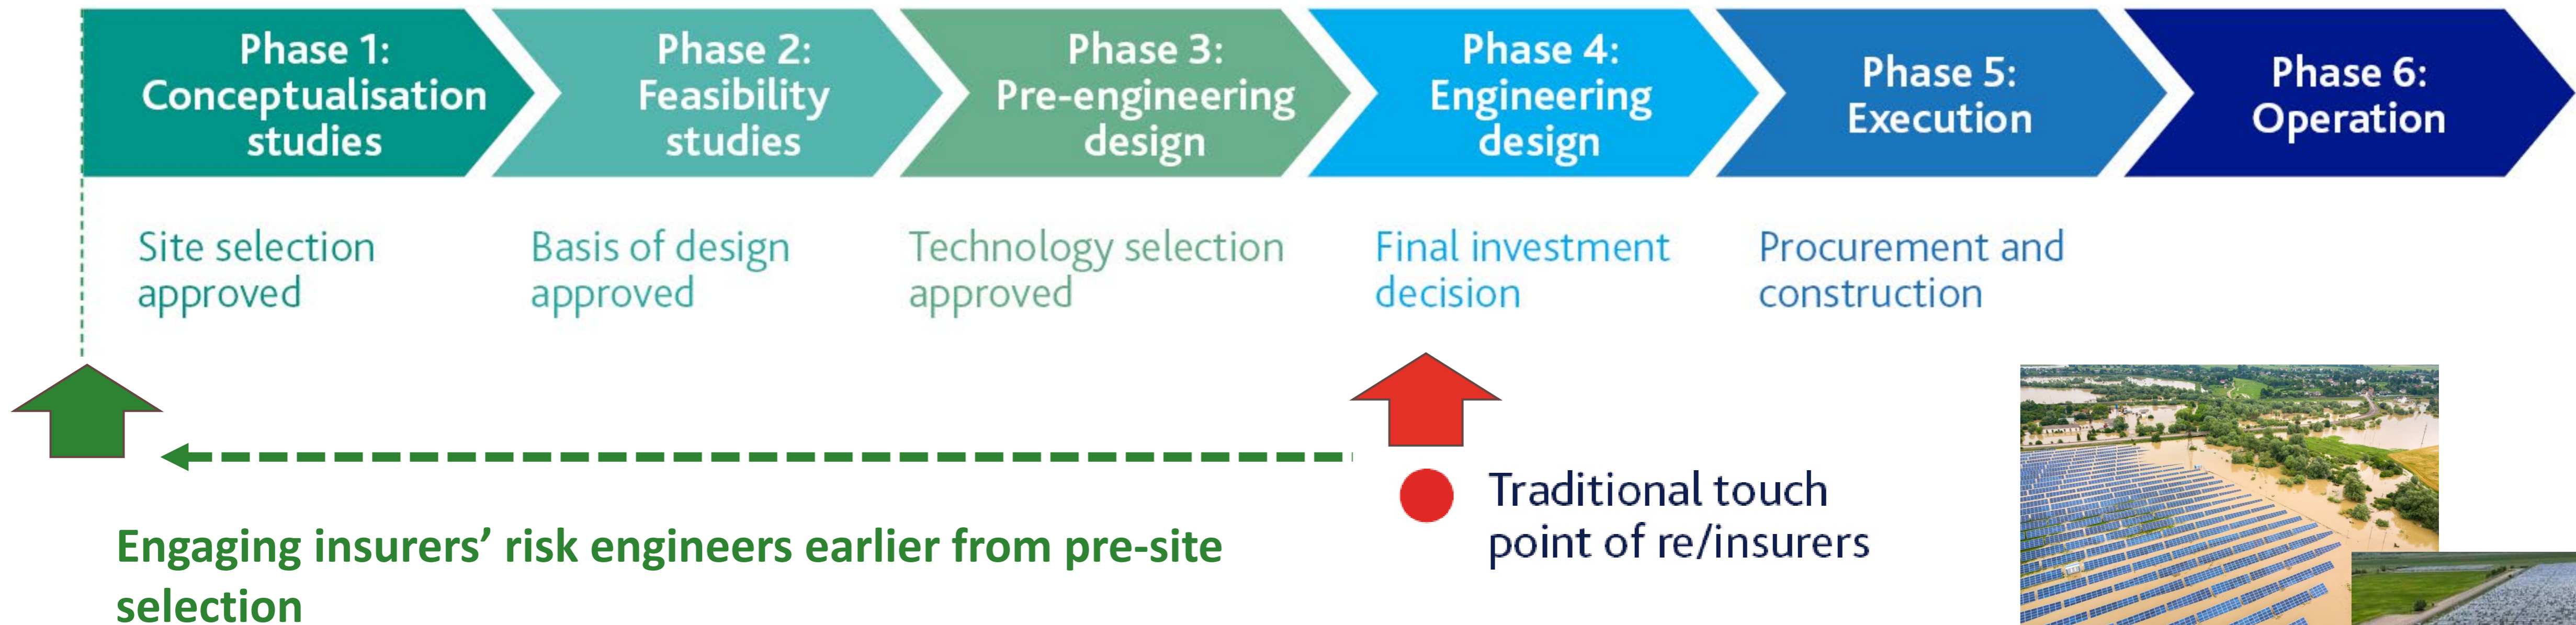 Phase 1:
Conceptualisation
studies
Phase 2:
Feasibility
studies
Phase 3:
Pre-engineering
design
Phase 4:
Engineering
design
Phase 5:
Execution
Phase 6:
Operation
Site selection
approved
Basis of design
approved
Technology selection
approved
Final investment
decision
Procurement and
construction
Traditional touch
point of re/insurers
Engaging insurers’ risk engineers earlier from pre-site
selection